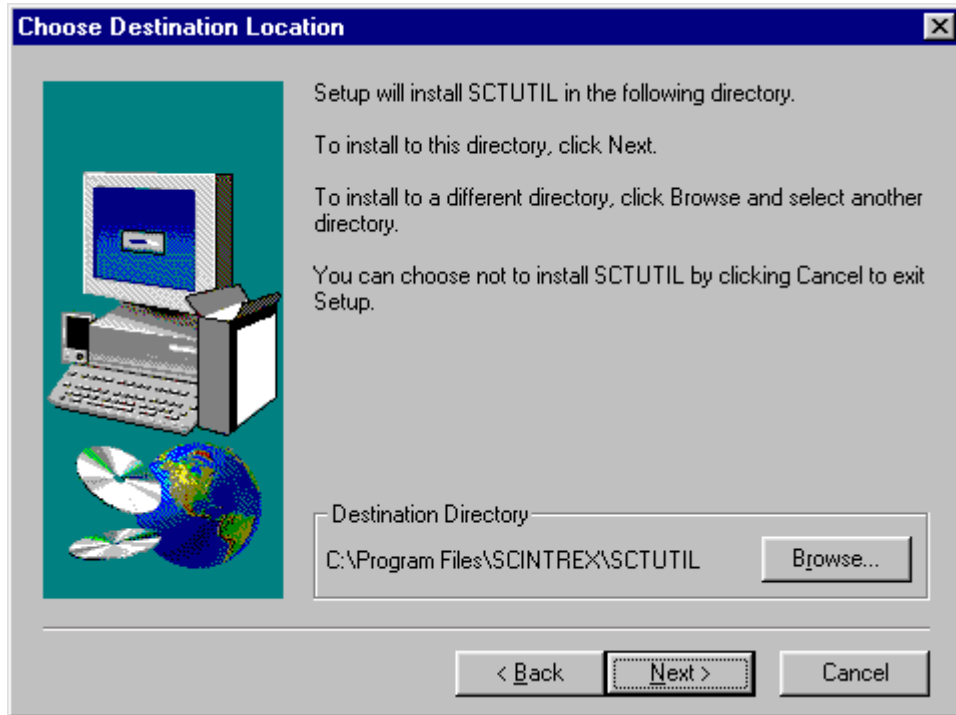 Choose Destination Location
Setup will install SCTUTIL in the following directory.
To install to this directory, click Next.
To install to a different directory, click Browse and select another
directory.
You can choose not to install SCTUTIL by clicking Cancel to exit
Setup.
Destination Directory
C:\Program Files\SCINTREX\SCTUTIL
Browse...
< Back
Next >
Cancel